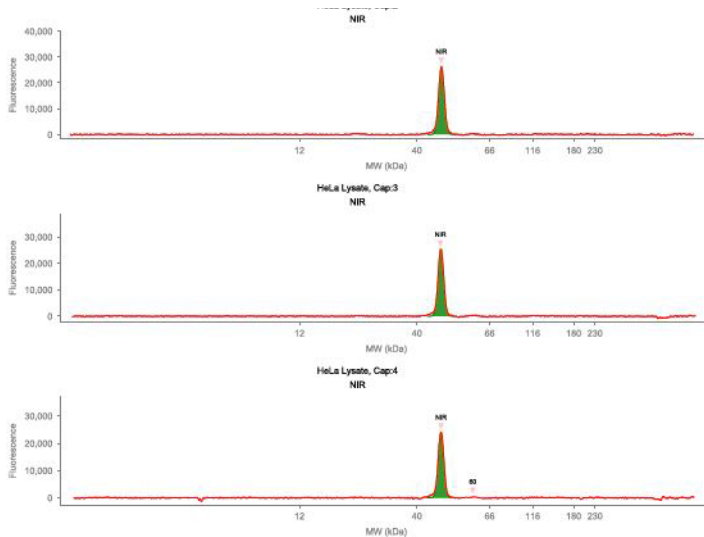 NIR
40,000
NIR
30,000
20,000
10,000
0
Fluorescence
12 40 66 116 180 230
MW (kDa)
HeLa Lysate, Cap:3
NIR
NIR
30,000
20,000
10,000
0
Fluorescence
12 40 66 116 180 230
MW (kDa)
HeLa Lysate, Cap:4
NIR
NIR
30,000
20,000
10,000
0
60
Fluorescence
12 40 66 116 180 230
MW (kDa)